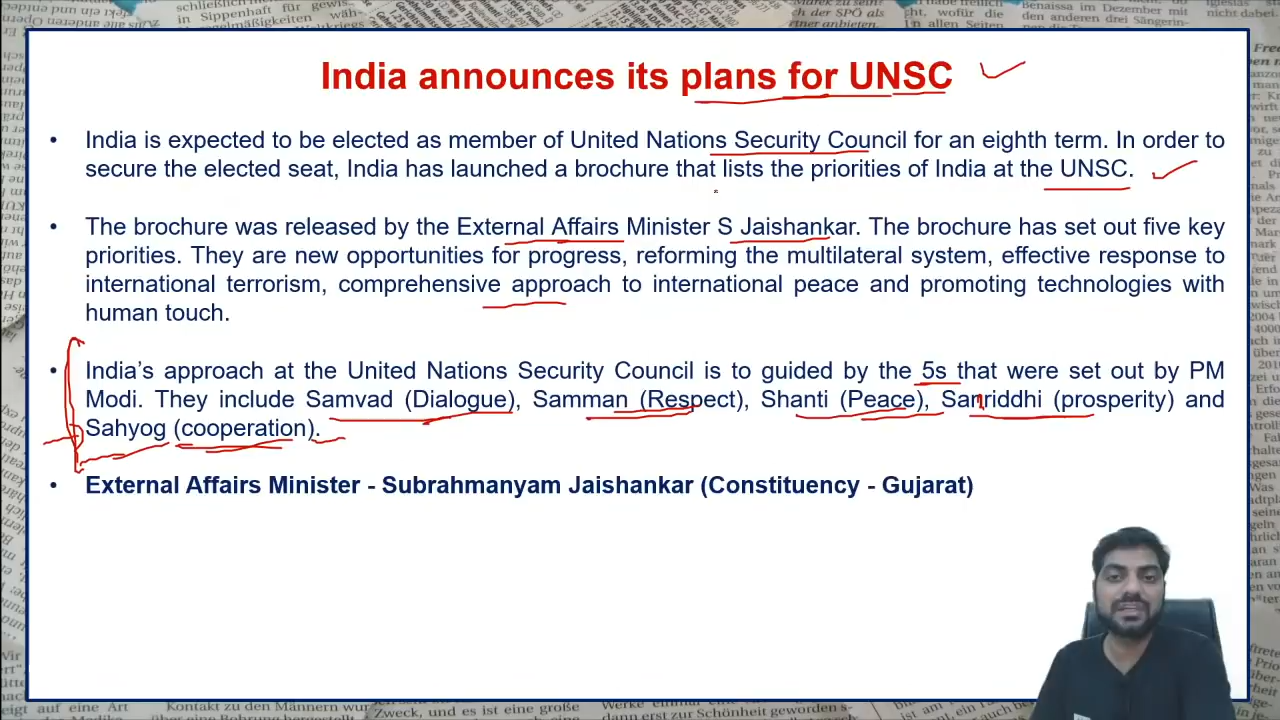 India announces its plans for UNSC
• India is expected to be elected as member of United Nations Security Council for an eighth term. In order to
secure the elected seat, India has launched a brochure that lists the priorities of India at the UNSC.
• The brochure was released by the External Affairs Minister S Jaishankar. The brochure has set out five key
priorities. They are new opportunities for progress, reforming the multilateral system, effective response to
international terrorism, comprehensive approach to international peace and promoting technologies with
human touch.
• India's approach at the United Nations Security Council is to guided by the 5s that were set out by PM
Modi. They include Samvad (Dialogue), Samman (Respect), Shanti (Peace), Samriddhi (prosperity) and
Sahyog (cooperation).
• External Affairs Minister - Subrahmanyam Jaishankar (Constituency - Gujarat)